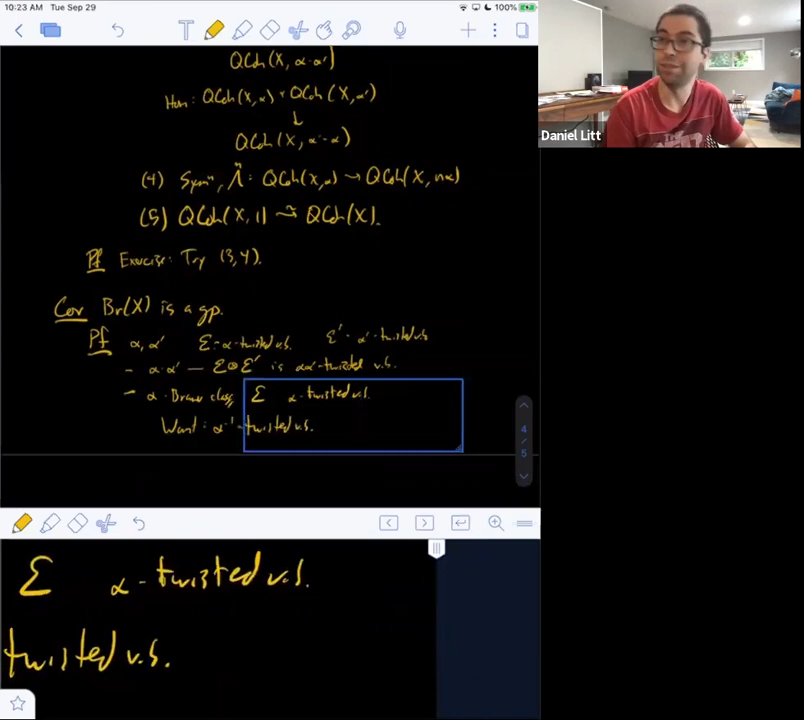 10:23 AM Tue Sep 29
100%
QCoh(X, α·α')
Hom: QCoh(X,α) × QCoh(X,α')
↓
QCoh(X, α'-α)
(4) Symⁿ, Λⁿ: QCoh(X,α) → QCoh(X, nα)
(5) QCoh(X, 1) ≃ QCoh(X).
Pf Exercise: Try (3,4).
Cor Br(X) is a gp.
Pf α, α' E - α-twisted v.b. E' - α'-twisted v.b
- α·α' — E⊗E' is αα'-twisted v.b.
- α - Brauer class, E α-twisted v.b.
Want: α⁻¹-twisted v.b.
4
/
5
E α-twisted v.b.
twisted v.b.
Daniel Litt